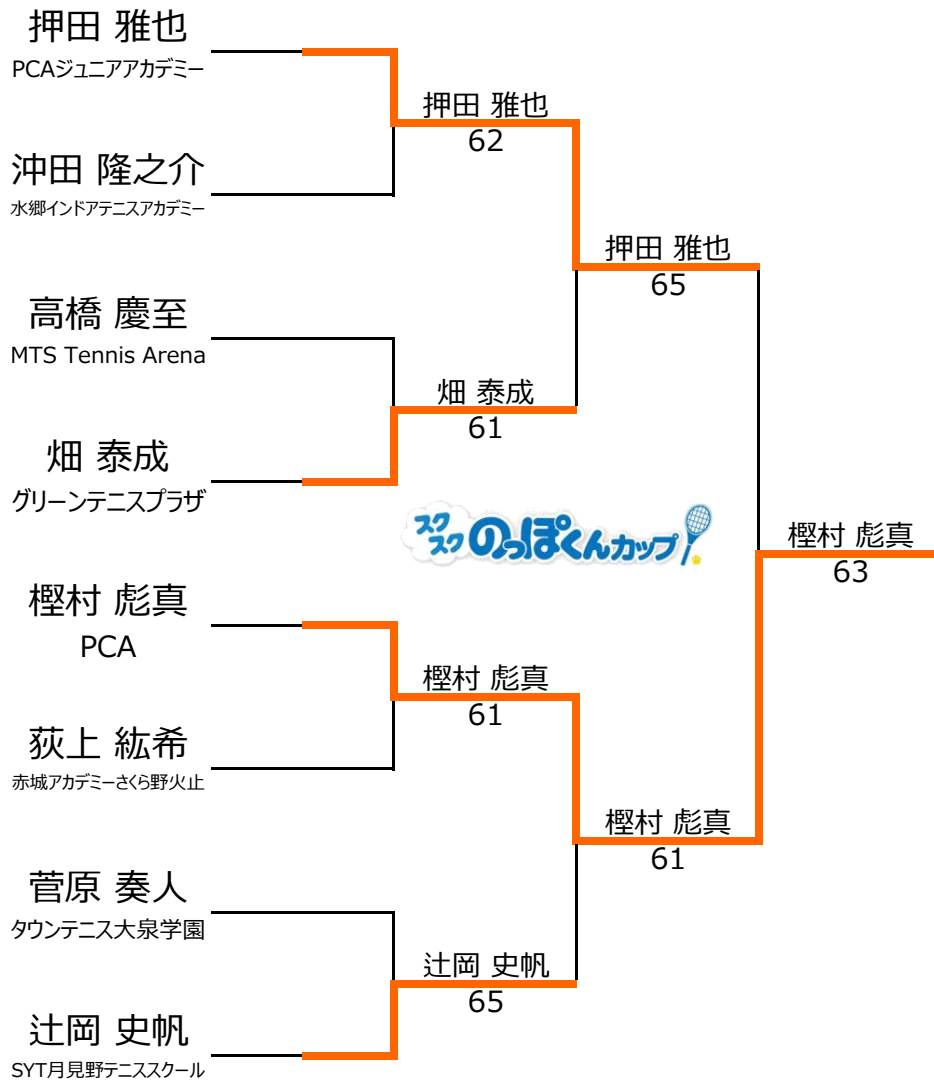 押田 雅也
PCAジュニアアカデミー
沖田 隆之介
水郷インドアテニスアカデミー
高橋 慶至
MTS Tennis Arena
畑 泰成
グリーンテニスプラザ
樫村 彪真
PCA
荻上 紘希
赤城アカデミーさくら野火止
菅原 奏人
タウンテニス大泉学園
辻岡 史帆
SYT月見野テニススクール
押田 雅也
62
畑 泰成
61
樫村 彪真
61
辻岡 史帆
65
押田 雅也
65
樫村 彪真
61
スク
スク のっぽくんカップ
樫村 彪真
63